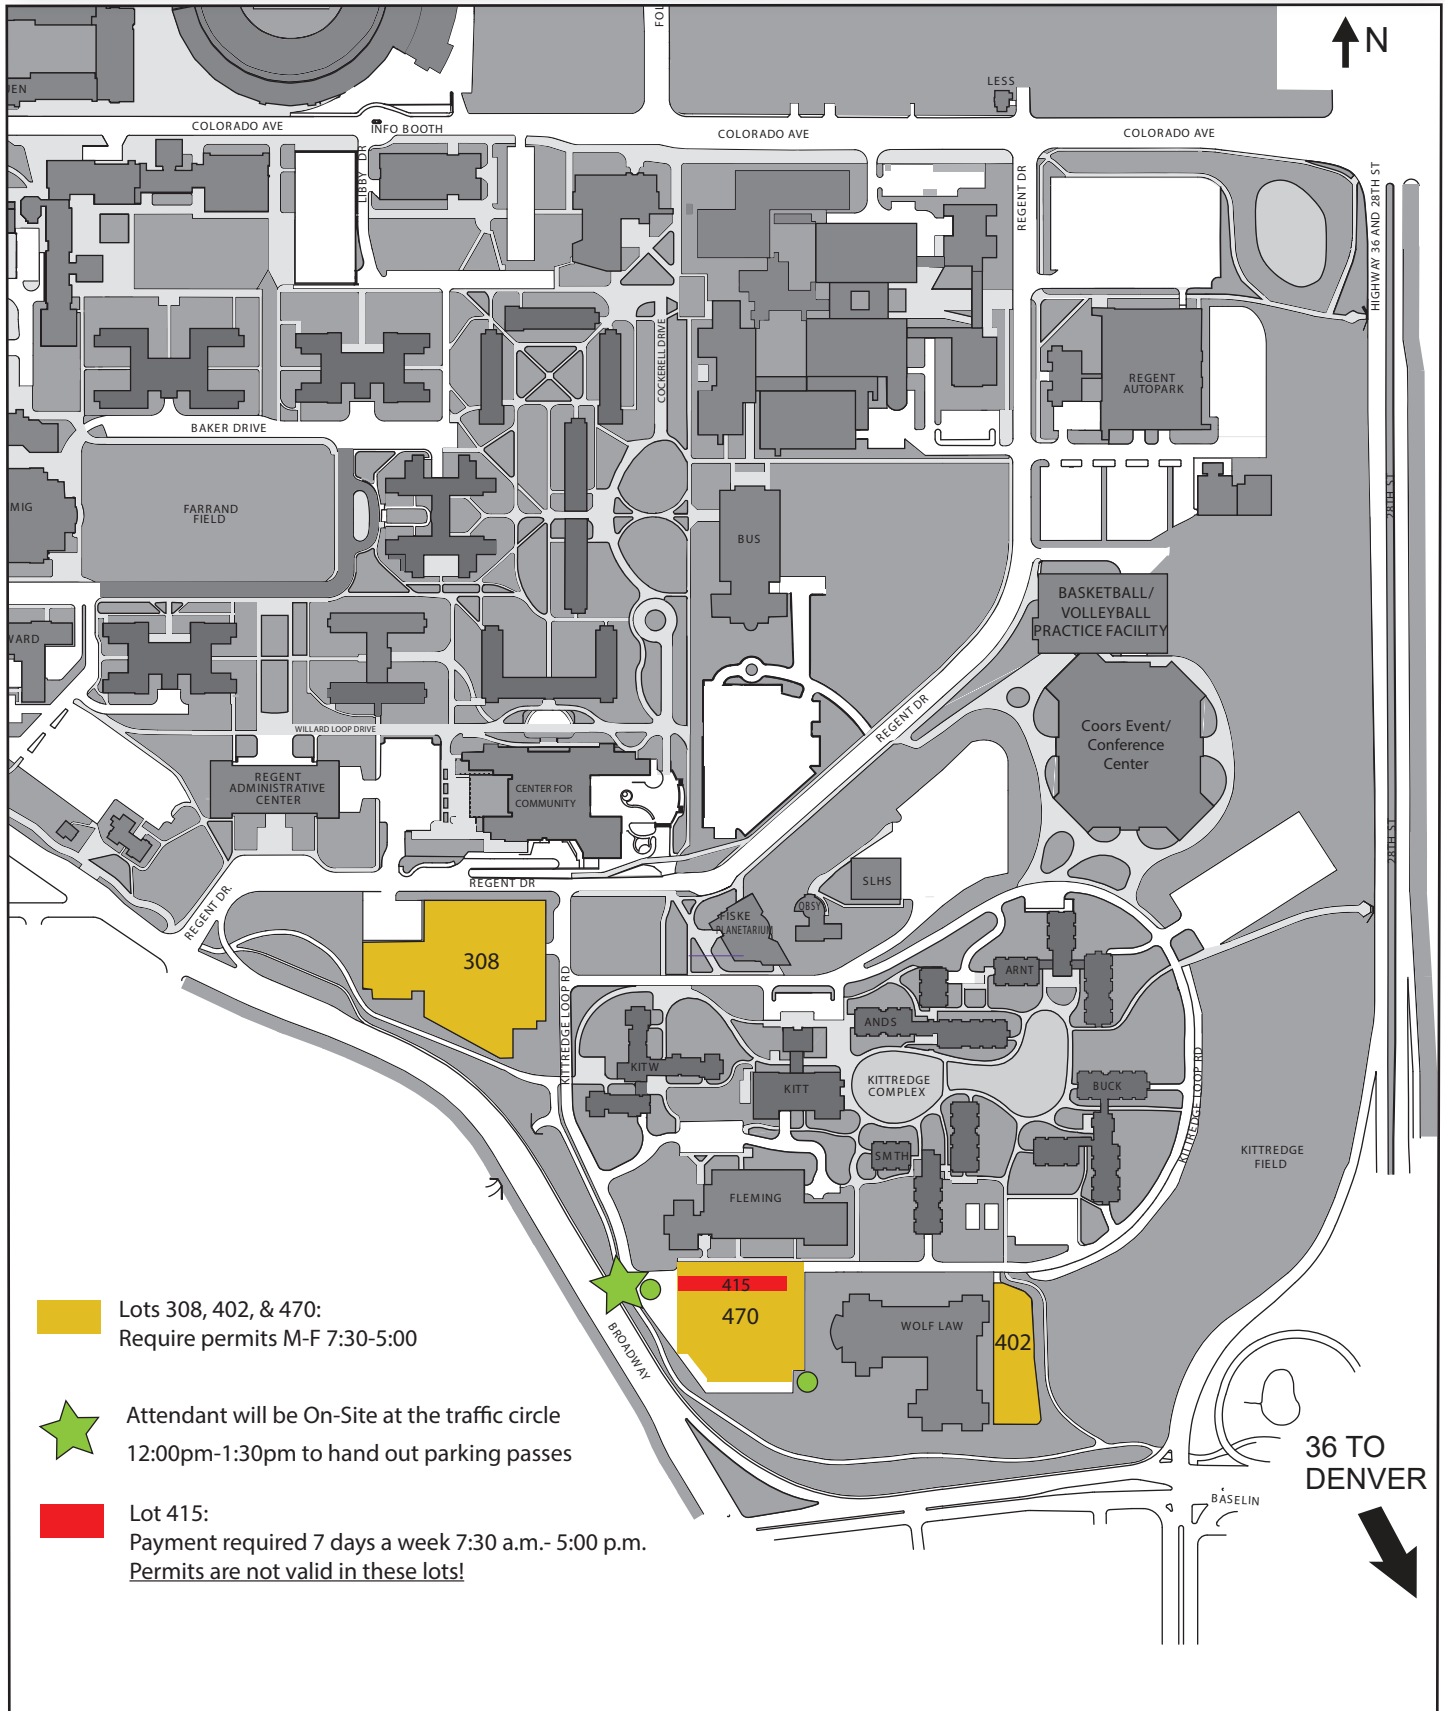 FOL
N
LESS
UEN
COLORADO AVE
INFO BOOTH
COLORADO AVE
COLORADO AVE
LIBBY DR
REGENT DR
HIGHWAY 36 AND 28TH ST
COCKERELL DRIVE
REGENT
AUTOPARK
BAKER DRIVE
MIG
FARRAND
FIELD
BUS
28TH ST
BASKETBALL/
VOLLEYBALL
PRACTICE FACILITY
WARD
WILLARD LOOP DRIVE
REGENT DR
Coors Event/
Conference
Center
REGENT
ADMINISTRATIVE
CENTER
CENTER FOR
COMMUNITY
28TH ST
REGENT DR
SLHS
REGENT DR.
FISKE
PLANETARIUM
OBSY
308
KITTREDGE LOOP RD
ARNT
ANDS
KITW
KITT
KITTREDGE
COMPLEX
BUCK
KITTREDGE LOOP RD
SMTH
KITTREDGE
FIELD
FLEMING
415
470
WOLF LAW
402
BROADWAY
Lots 308, 402, & 470:
Require permits M-F 7:30-5:00
Attendant will be On-Site at the traffic circle
12:00pm-1:30pm to hand out parking passes
36 TO
DENVER
BASELIN
Lot 415:
Payment required 7 days a week 7:30 a.m.- 5:00 p.m.
Permits are not valid in these lots!